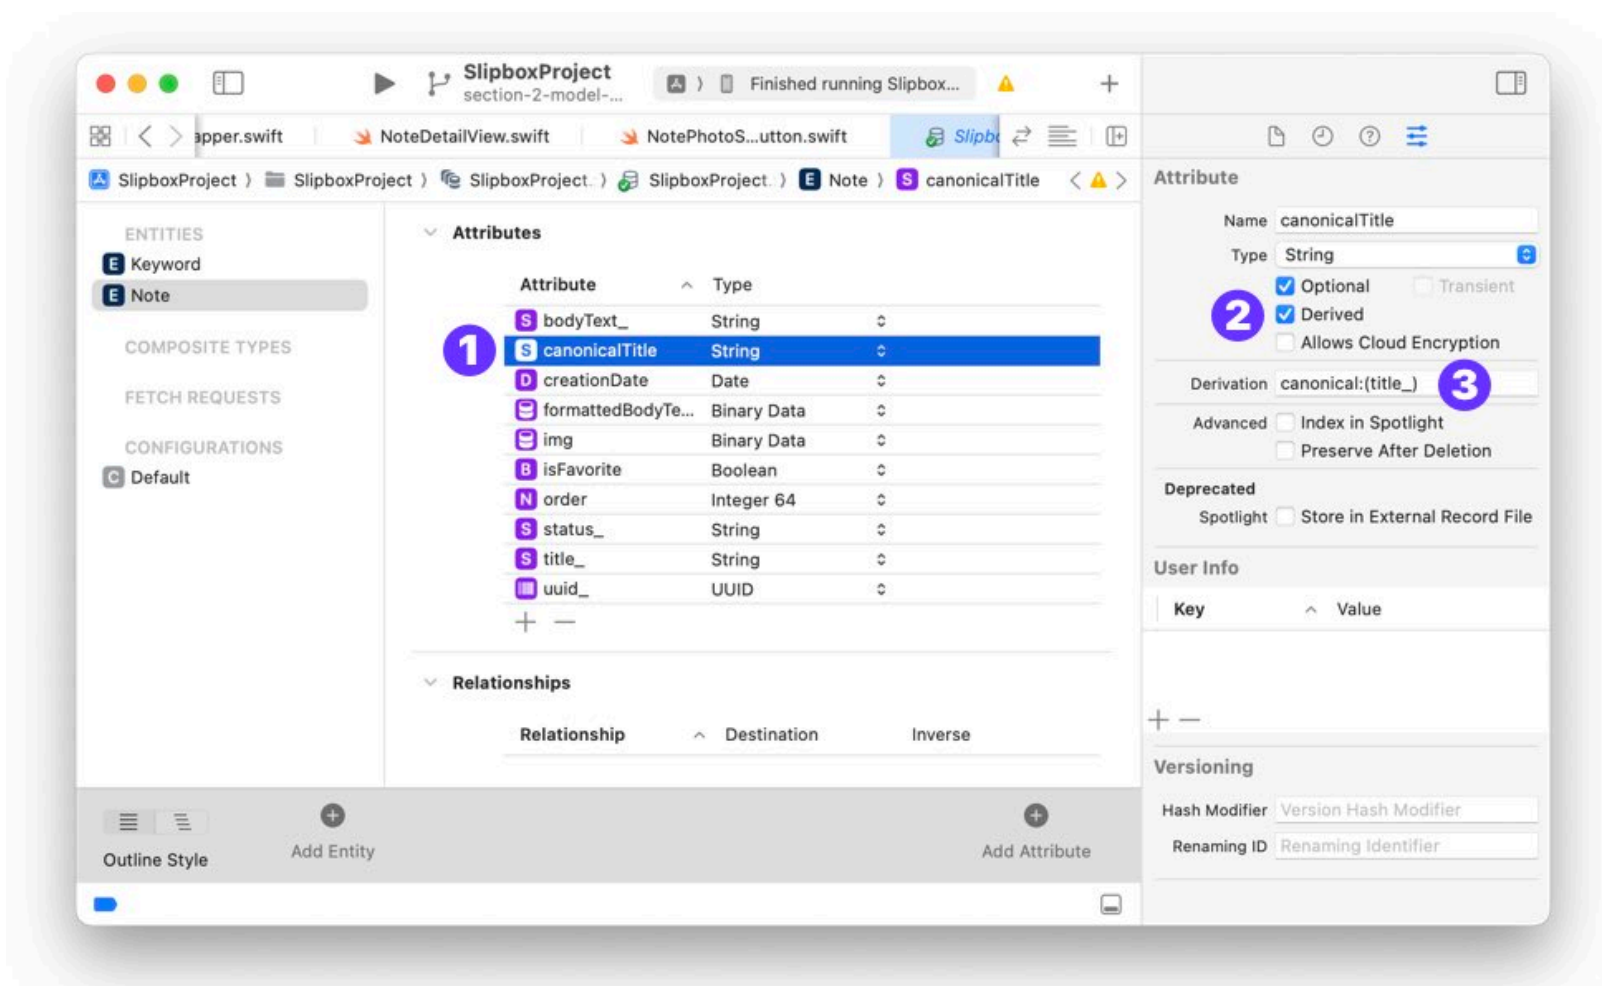 SlipboxProject
section-2-model-...
Finished running Slipbox...
apper.swift
NoteDetailView.swift
NotePhotoS...utton.swift
Slipbo
SlipboxProject
SlipboxProject
SlipboxProject.
SlipboxProject.
E Note
S canonicalTitle
ENTITIES
E Keyword
E Note
COMPOSITE TYPES
FETCH REQUESTS
CONFIGURATIONS
C Default
Attributes
Attribute Type
S bodyText_ String
1 S canonicalTitle String
D creationDate Date
formattedBodyTe... Binary Data
img Binary Data
B isFavorite Boolean
N order Integer 64
S status_ String
S title_ String
uuid_ UUID
Relationships
Relationship Destination Inverse
Outline Style
Add Entity
Add Attribute
Attribute
Name canonicalTitle
Type String
Optional Transient
2 Derived
Allows Cloud Encryption
Derivation canonical:(title_) 3
Advanced Index in Spotlight
Preserve After Deletion
Deprecated
Spotlight Store in External Record File
User Info
Key Value
Versioning
Hash Modifier Version Hash Modifier
Renaming ID Renaming Identifier